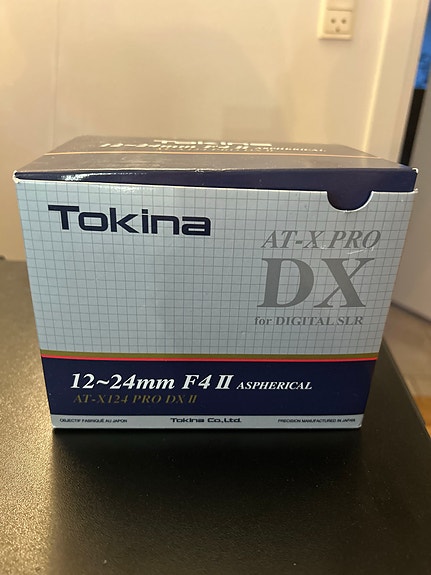 Tokina
12~24mm F4 II ASPHERICAL
Tokina
AT-X PRO
DX
for DIGITAL SLR
12~24mm F4 II ASPHERICAL
AT-X124 PRO DX II
OBJECTIF FABRIQUÉ AU JAPON
Tokina Co., Ltd.
PRECISION MANUFACTURED IN JAPAN